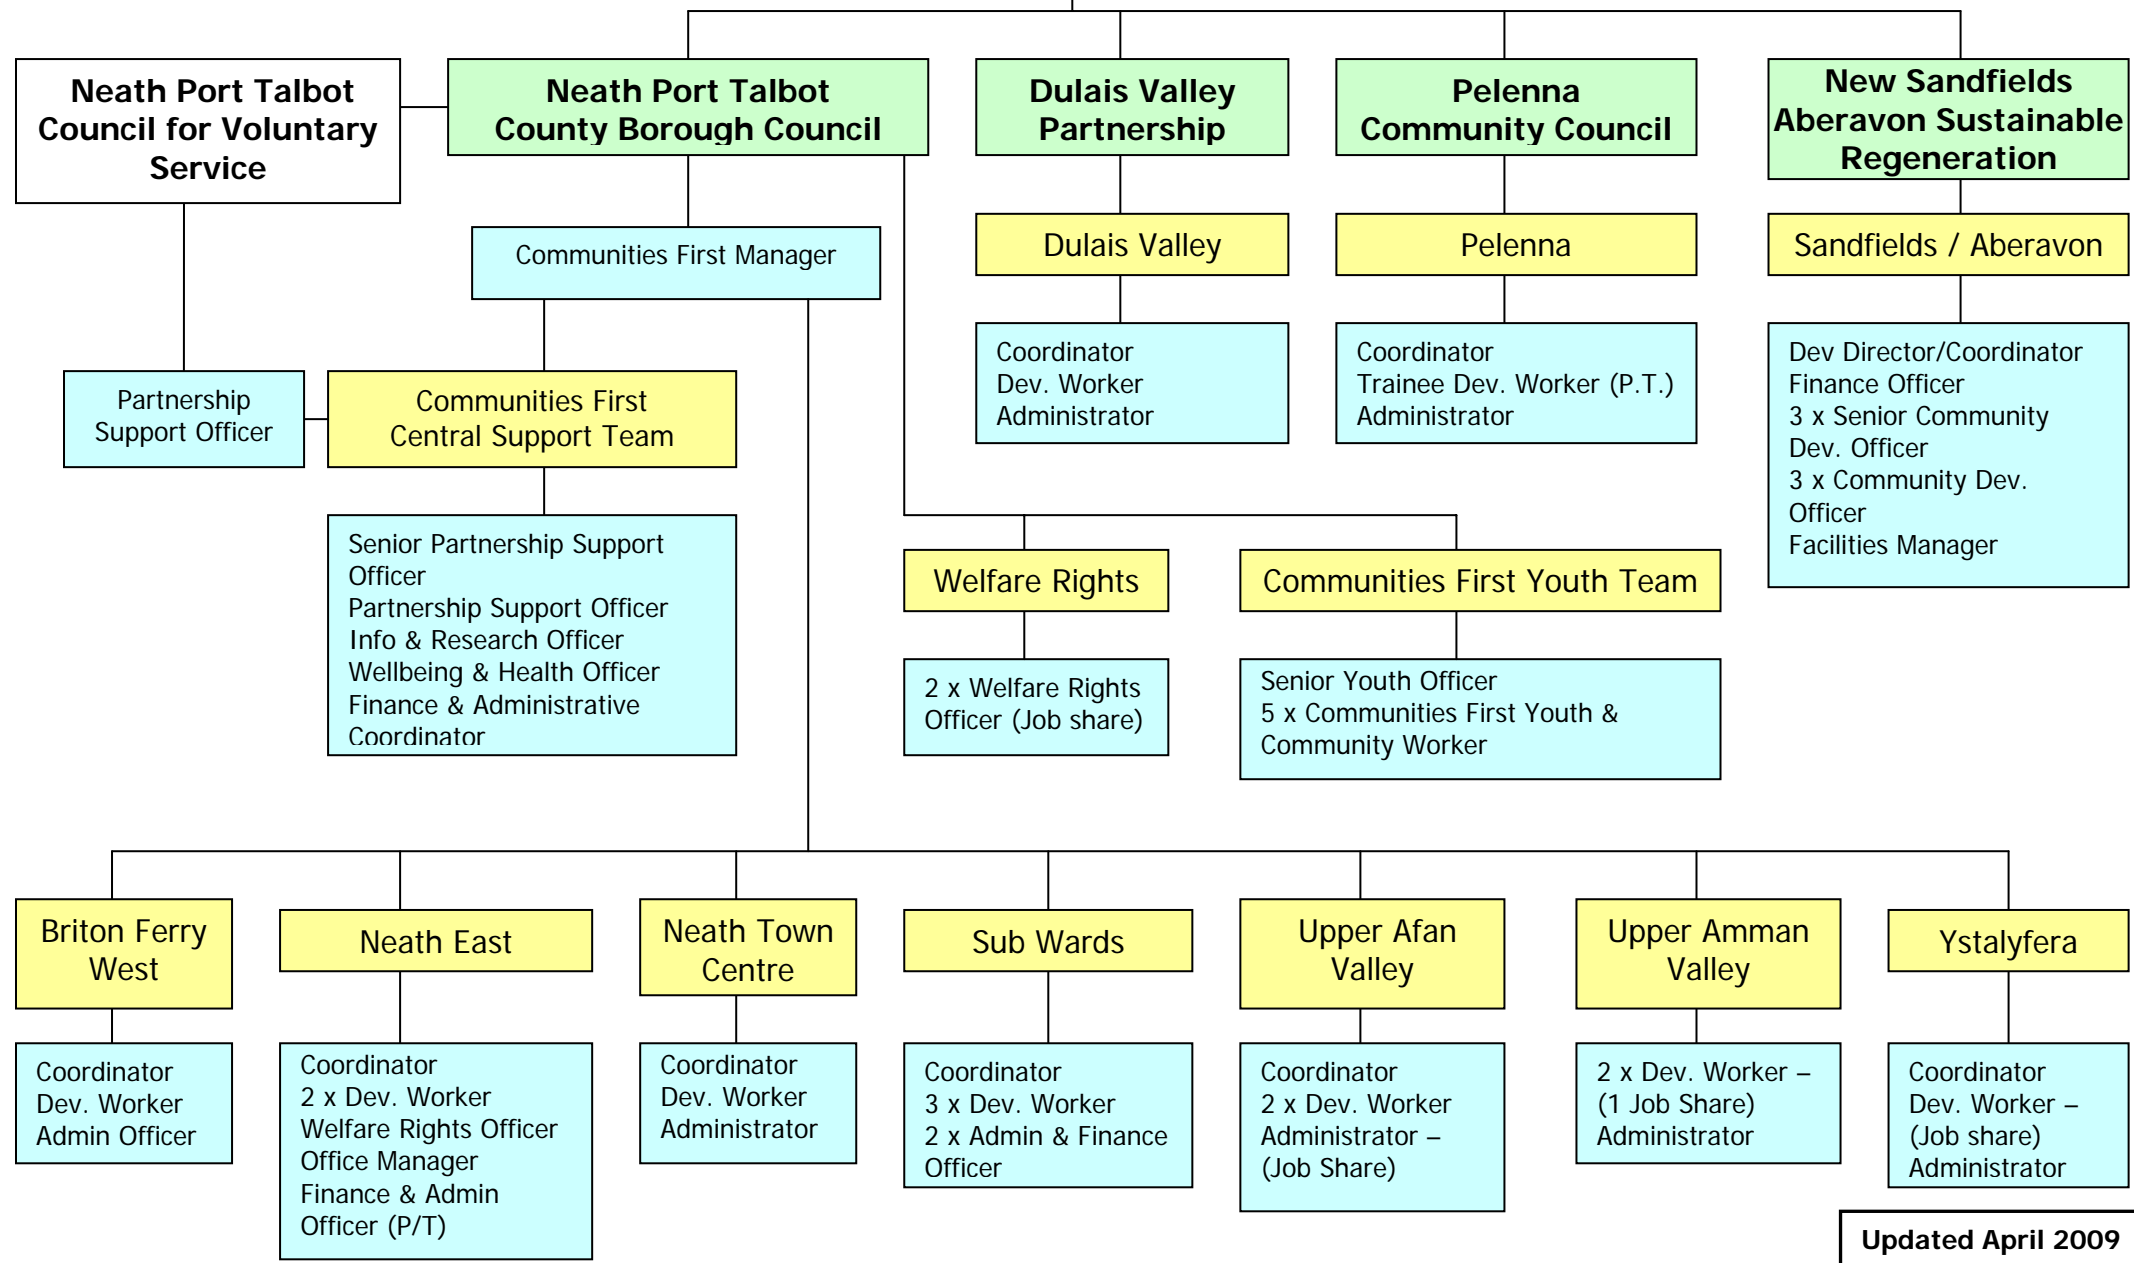 Neath Port Talbot
Council for Voluntary
Service
Neath Port Talbot
County Borough Council
Dulais Valley
Partnership
Pelenna
Community Council
New Sandfields
Aberavon Sustainable
Regeneration
Communities First Manager
Dulais Valley
Pelenna
Sandfields / Aberavon
Partnership
Support Officer
Communities First
Central Support Team
Coordinator
Dev. Worker
Administrator
Coordinator
Trainee Dev. Worker (P.T.)
Administrator
Dev Director/Coordinator
Finance Officer
3 x Senior Community
Dev. Officer
3 x Community Dev.
Officer
Facilities Manager
Senior Partnership Support
Officer
Partnership Support Officer
Info & Research Officer
Wellbeing & Health Officer
Finance & Administrative
Coordinator
Welfare Rights
Communities First Youth Team
2 x Welfare Rights
Officer (Job share)
Senior Youth Officer
5 x Communities First Youth &
Community Worker
Briton Ferry
West
Neath East
Neath Town
Centre
Sub Wards
Upper Afan
Valley
Upper Amman
Valley
Ystalyfera
Coordinator
Dev. Worker
Admin Officer
Coordinator
2 x Dev. Worker
Welfare Rights Officer
Office Manager
Finance & Admin
Officer (P/T)
Coordinator
Dev. Worker
Administrator
Coordinator
3 x Dev. Worker
2 x Admin & Finance
Officer
Coordinator
2 x Dev. Worker
Administrator –
(Job Share)
2 x Dev. Worker –
(1 Job Share)
Administrator
Coordinator
Dev. Worker –
(Job share)
Administrator
Updated April 2009